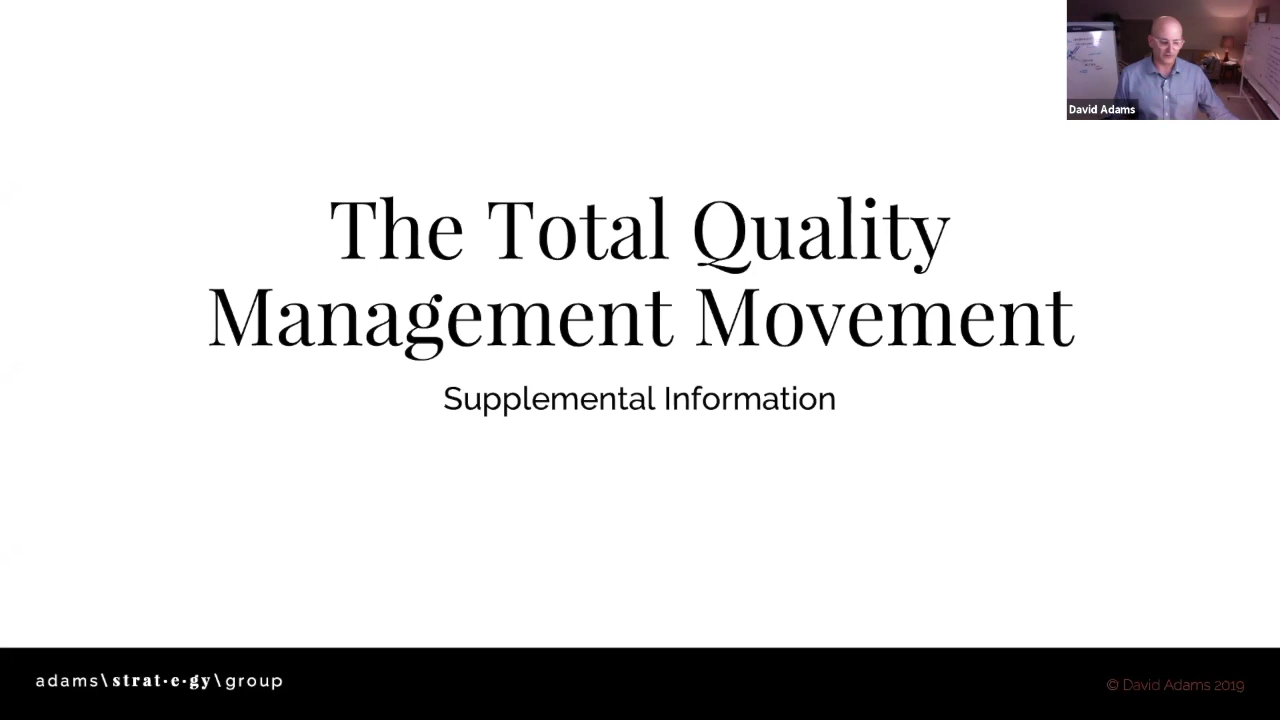 David Adams
The Total Quality
Management Movement
Supplemental Information
adams\strat·e·gy\group
© David Adams 2019